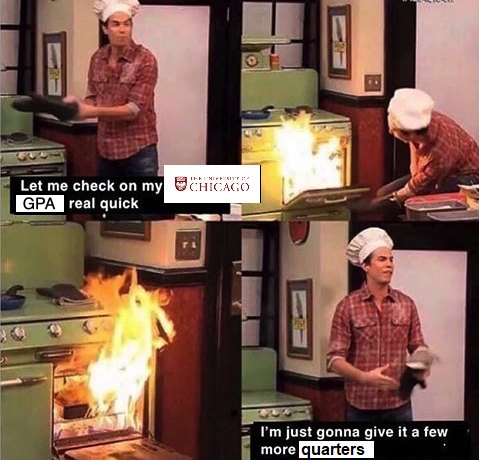 Let me check on my
THE UNIVERSITY OF
CHICAGO
GPA real quick
I'm just gonna give it a few
more quarters